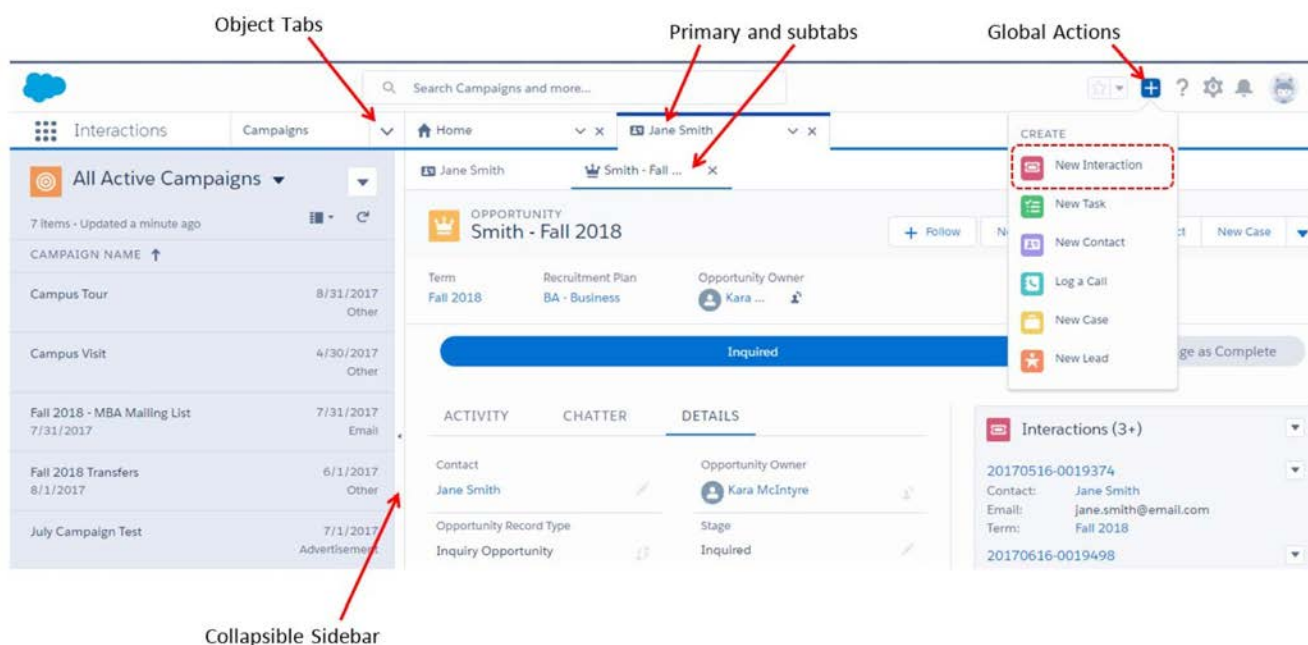 Object Tabs
Primary and subtabs
Global Actions
Search Campaigns and more...
Interactions
Campaigns
Home
Jane Smith
CREATE
New Interaction
New Task
New Contact
Log a Call
New Case
New Lead
All Active Campaigns
7 items - Updated a minute ago
CAMPAIGN NAME
Campus Tour 8/31/2017
Other
Campus Visit 4/30/2017
Other
Fall 2018 - MBA Mailing List 7/31/2017
7/31/2017 Email
Fall 2018 Transfers 6/1/2017
8/1/2017 Other
July Campaign Test 7/1/2017
Advertisement
Jane Smith
Smith - Fall ...
OPPORTUNITY
Smith - Fall 2018
+ Follow
New Case
Term Recruitment Plan Opportunity Owner
Fall 2018 BA - Business Kara ...
Inquired
ge as Complete
ACTIVITY CHATTER DETAILS
Contact Opportunity Owner
Jane Smith Kara McIntyre
Opportunity Record Type Stage
Inquiry Opportunity Inquired
Interactions (3+)
20170516-0019374
Contact: Jane Smith
Email: jane.smith@email.com
Term: Fall 2018
20170616-0019498
Collapsible Sidebar